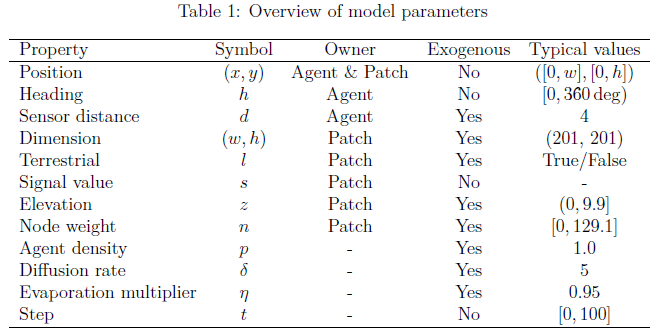 Table 1: Overview of model parameters
Property Symbol Owner Exogenous Typical values
Position (x, y) Agent & Patch No ([0, w], [0, h])
Heading h Agent No [0, 360 deg)
Sensor distance d Agent Yes 4
Dimension (w, h) Patch Yes (201, 201)
Terrestrial l Patch Yes True/False
Signal value s Patch No -
Elevation z Patch Yes (0, 9.9]
Node weight n Patch Yes [0, 129.1]
Agent density p - Yes 1.0
Diffusion rate δ - Yes 5
Evaporation multiplier η - Yes 0.95
Step t - No [0, 100]